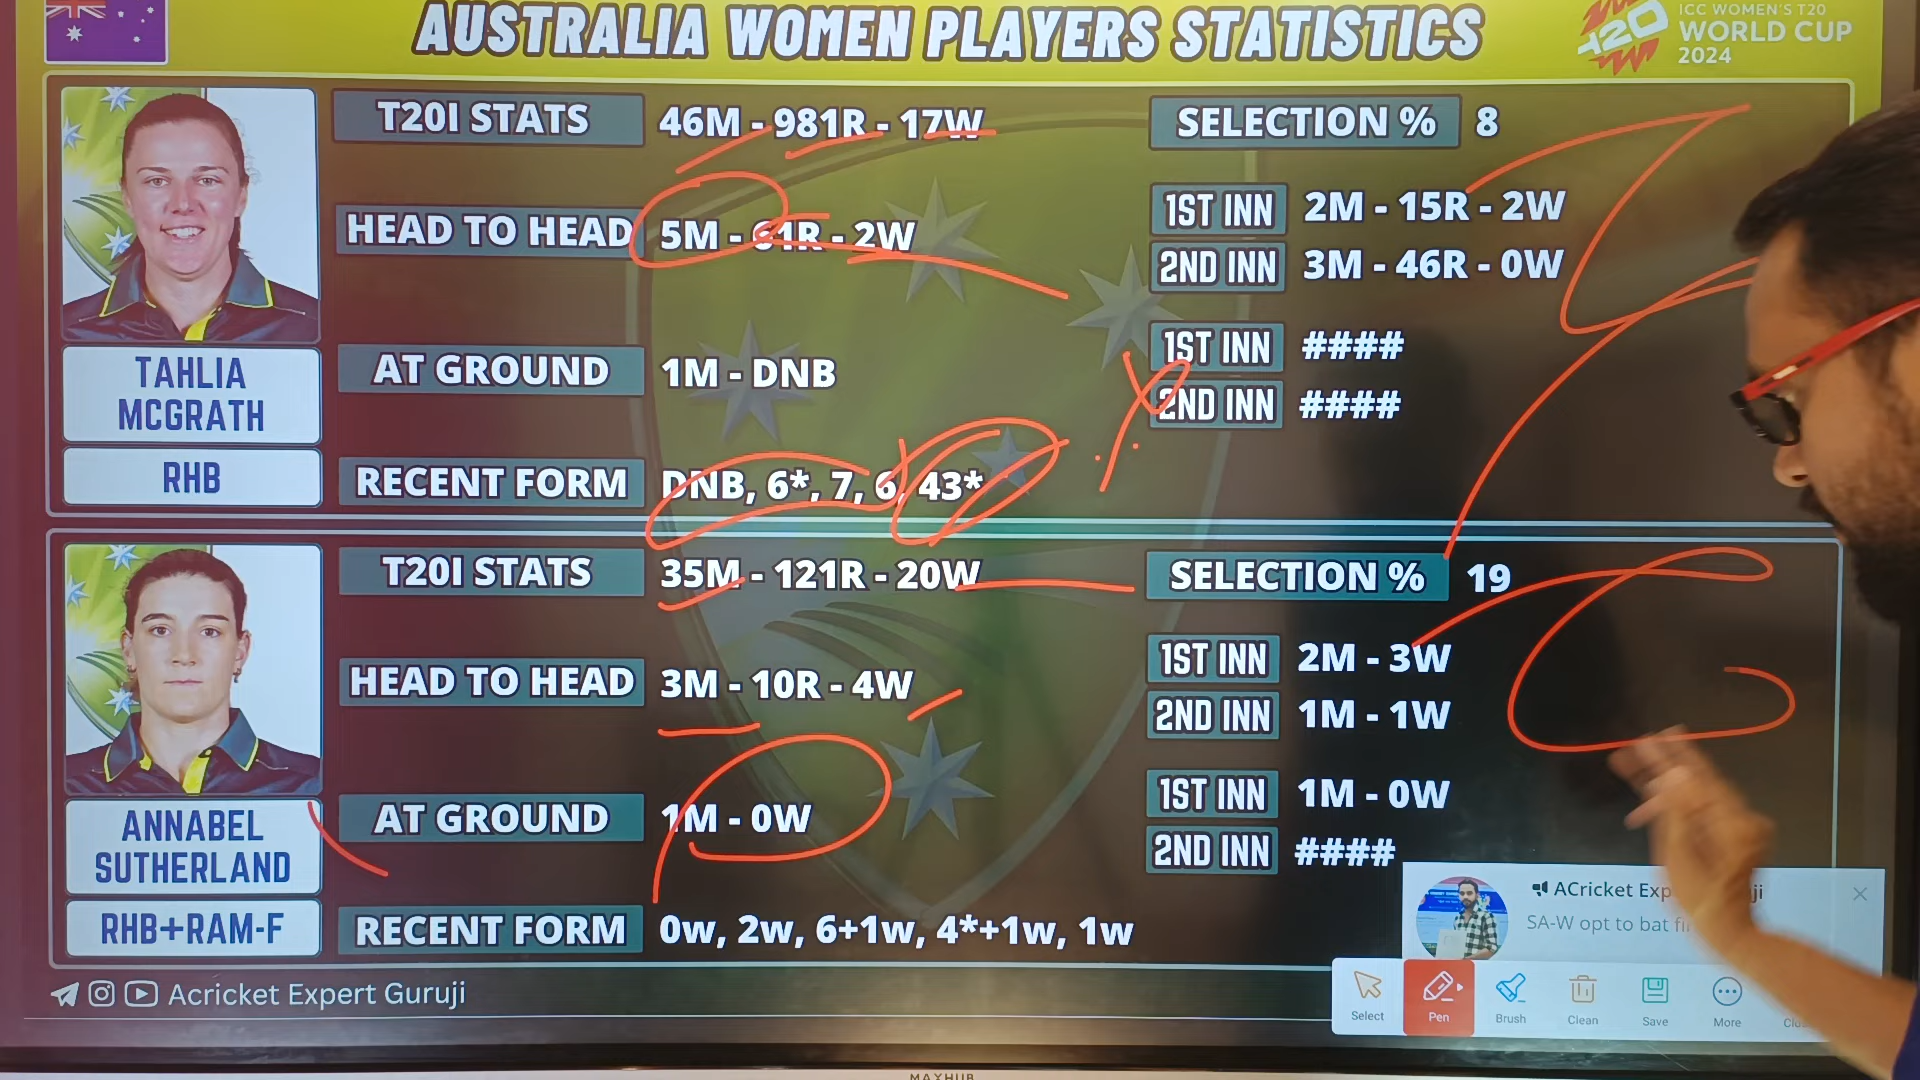 AUSTRALIA WOMEN PLAYERS STATISTICS
T20
ICC WOMEN'S T20
WORLD CUP
2024
T20I STATS 46M - 981R - 17W
SELECTION % 8
HEAD TO HEAD 5M - 61R - 2W
1ST INN 2M - 15R - 2W
2ND INN 3M - 46R - 0W
AT GROUND 1M - DNB
1ST INN ####
2ND INN ####
RECENT FORM DNB, 6*, 7, 6, 43*
TAHLIA
MCGRATH
RHB
T20I STATS 35M - 121R - 20W
SELECTION % 19
HEAD TO HEAD 3M - 10R - 4W
1ST INN 2M - 3W
2ND INN 1M - 1W
AT GROUND 1M - 0W
1ST INN 1M - 0W
2ND INN ####
RECENT FORM 0w, 2w, 6+1w, 4*+1w, 1w
ANNABEL
SUTHERLAND
RHB+RAM-F
Acricket Expert Guruji
ACricket
SA-W opt to bat
Select
Pen
Brush
Clean
Save
More
MAXHUB